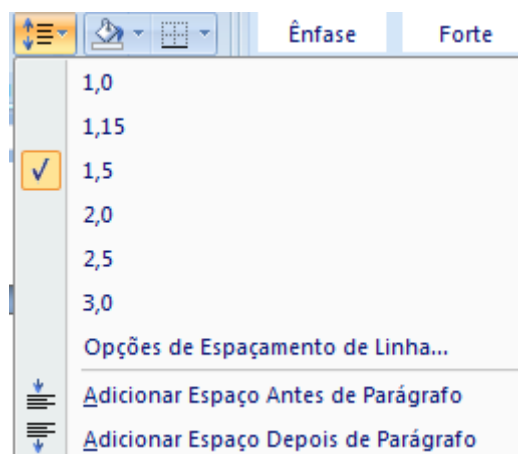 Ênfase Forte
1,0
1,15
1,5
2,0
2,5
3,0
Opções de Espaçamento de Linha...
Adicionar Espaço Antes de Parágrafo
Adicionar Espaço Depois de Parágrafo